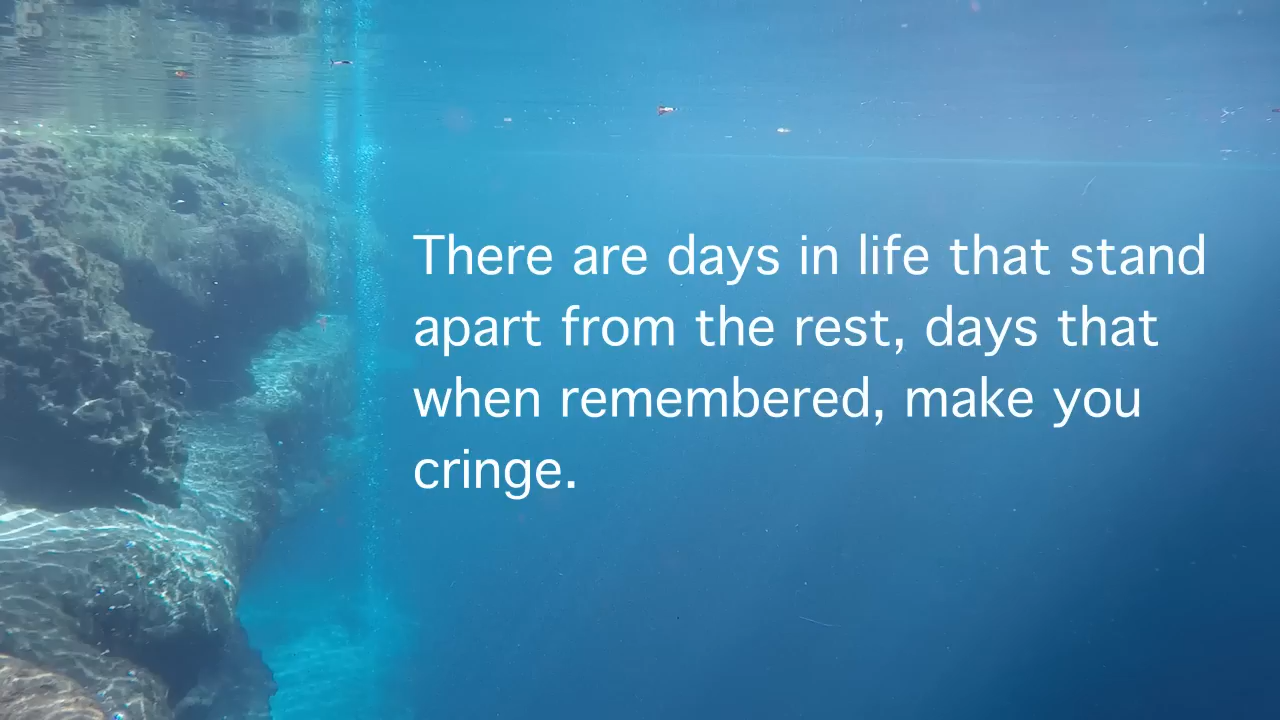 There are days in life that stand
apart from the rest, days that
when remembered, make you
cringe.